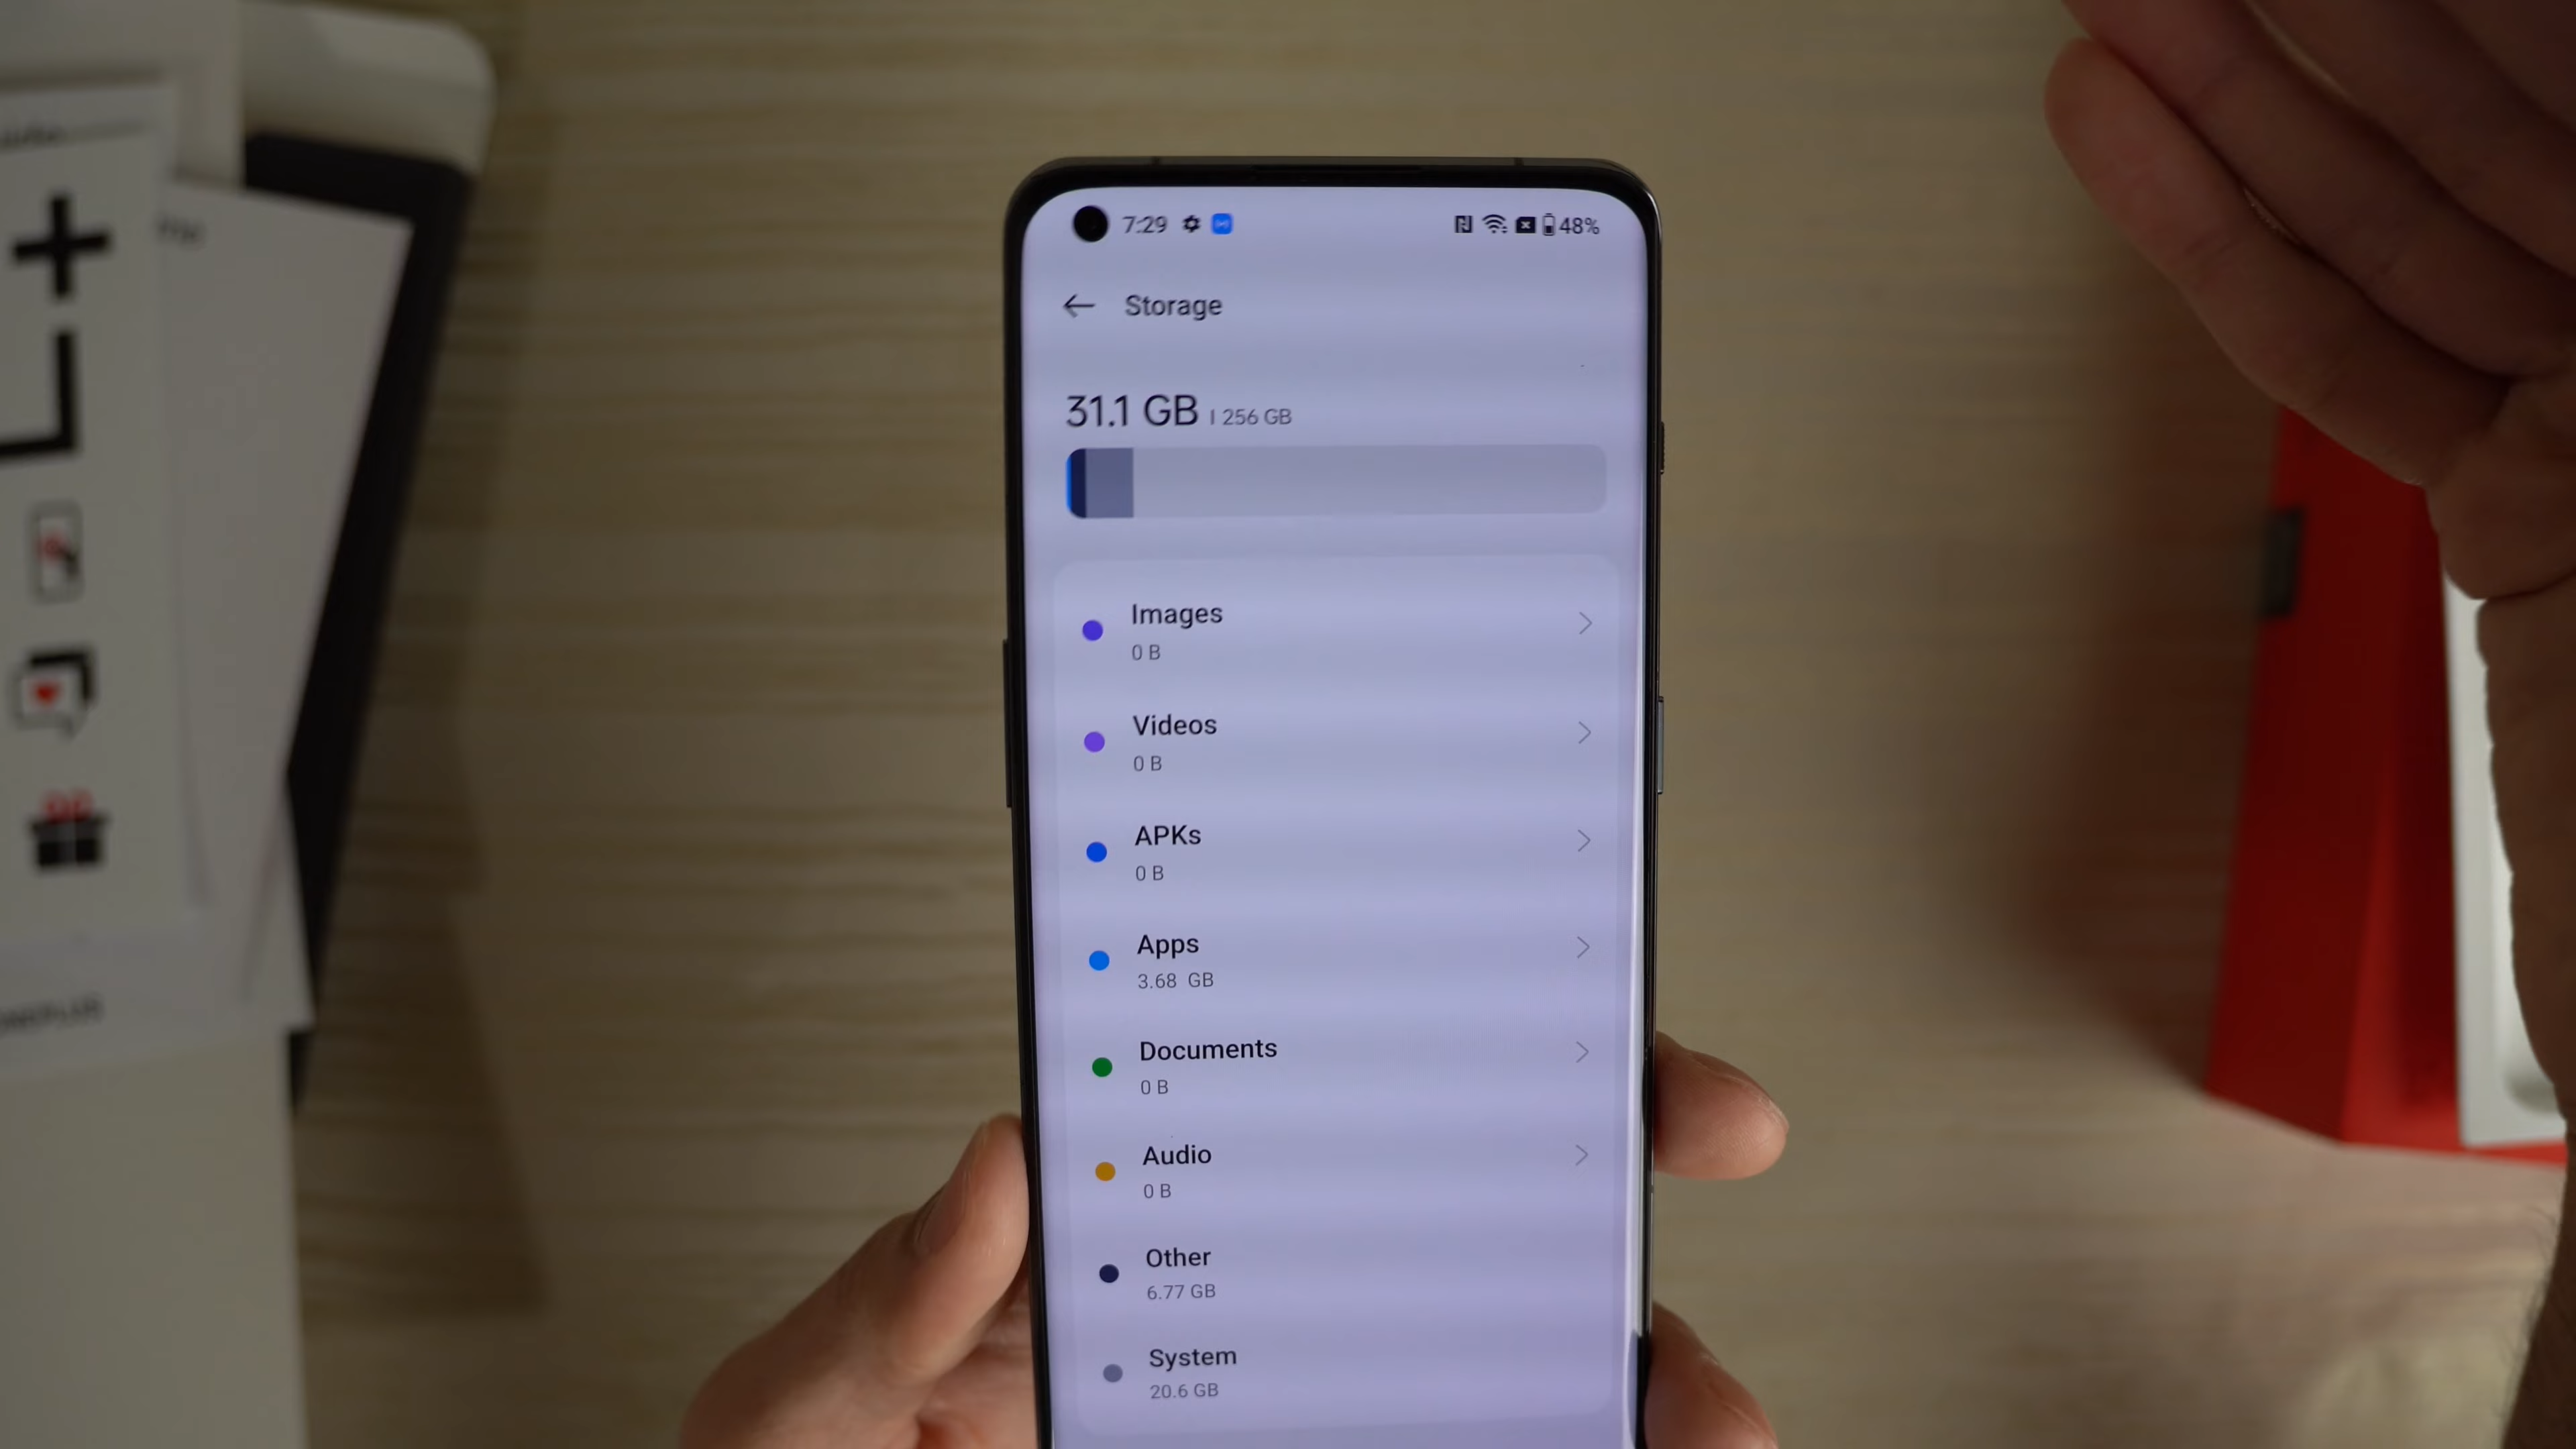 7:29
48%
Storage
31.1 GB | 256 GB
Images
0 B
Videos
0 B
APKs
0 B
Apps
3.68 GB
Documents
0 B
Audio
0 B
Other
6.77 GB
System
20.6 GB
ONEPLUS